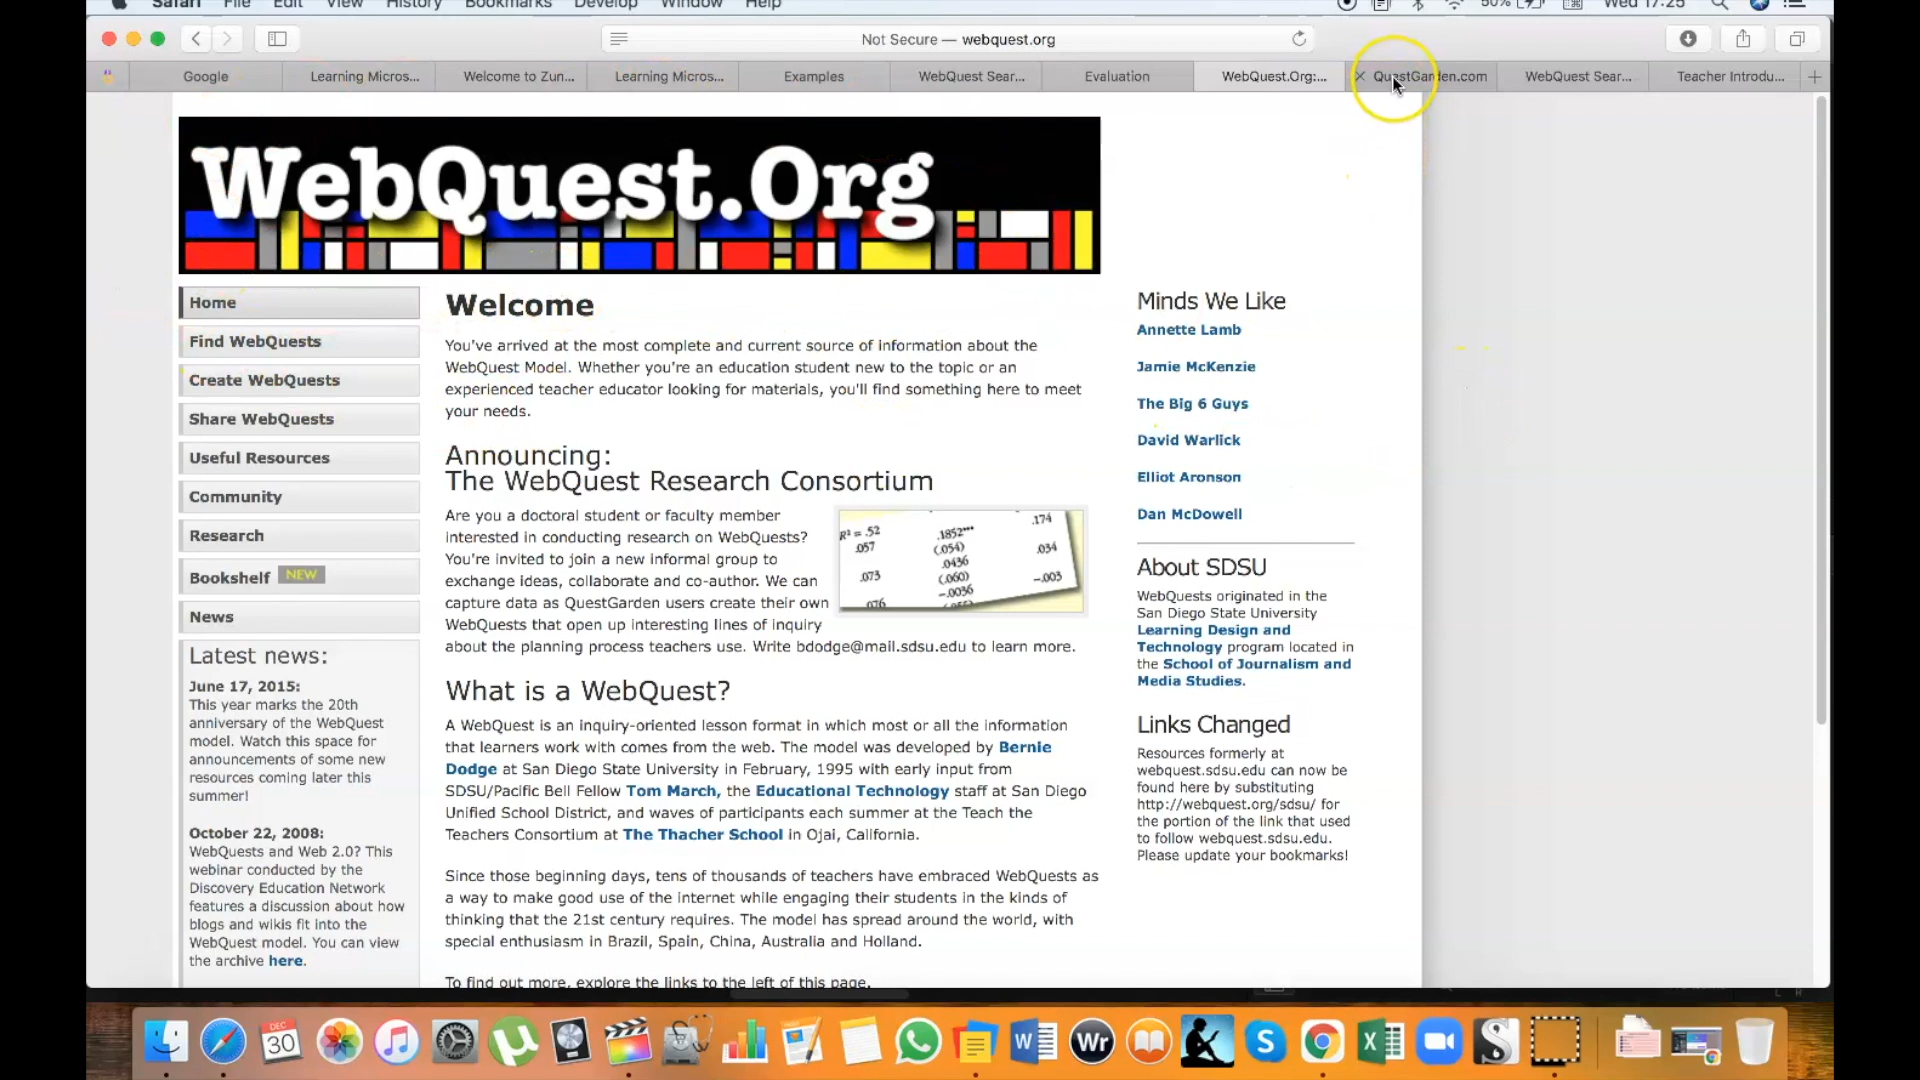 Safari File Edit View History Bookmarks Develop Window Help 50% Wed 17:25
Not Secure — webquest.org
Google Learning Micros... Welcome to Zun... Learning Micros... Examples WebQuest Sear... Evaluation WebQuest.Org:... QuestGarden.com WebQuest Sear... Teacher Introdu...
WebQuest.Org
Home
Find WebQuests
Create WebQuests
Share WebQuests
Useful Resources
Community
Research
Bookshelf NEW
News
Latest news:
June 17, 2015:
This year marks the 20th
anniversary of the WebQuest
model. Watch this space for
announcements of some new
resources coming later this
summer!
October 22, 2008:
WebQuests and Web 2.0? This
webinar conducted by the
Discovery Education Network
features a discussion about how
blogs and wikis fit into the
WebQuest model. You can view
the archive here.
Welcome
You've arrived at the most complete and current source of information about the
WebQuest Model. Whether you're an education student new to the topic or an
experienced teacher educator looking for materials, you'll find something here to meet
your needs.
Announcing:
The WebQuest Research Consortium
Are you a doctoral student or faculty member
interested in conducting research on WebQuests?
You're invited to join a new informal group to
exchange ideas, collaborate and co-author. We can
capture data as QuestGarden users create their own
WebQuests that open up interesting lines of inquiry
about the planning process teachers use. Write bdodge@mail.sdsu.edu to learn more.
R² = .52 .1852*** .174
.057 (.054) .034
.0436
.073 (.060) -.003
-.0036
.076
What is a WebQuest?
A WebQuest is an inquiry-oriented lesson format in which most or all the information
that learners work with comes from the web. The model was developed by Bernie
Dodge at San Diego State University in February, 1995 with early input from
SDSU/Pacific Bell Fellow Tom March, the Educational Technology staff at San Diego
Unified School District, and waves of participants each summer at the Teach the
Teachers Consortium at The Thacher School in Ojai, California.
Since those beginning days, tens of thousands of teachers have embraced WebQuests as
a way to make good use of the internet while engaging their students in the kinds of
thinking that the 21st century requires. The model has spread around the world, with
special enthusiasm in Brazil, Spain, China, Australia and Holland.
To find out more, explore the links to the left of this page.
Minds We Like
Annette Lamb
Jamie McKenzie
The Big 6 Guys
David Warlick
Elliot Aronson
Dan McDowell
About SDSU
WebQuests originated in the
San Diego State University
Learning Design and
Technology program located in
the School of Journalism and
Media Studies.
Links Changed
Resources formerly at
webquest.sdsu.edu can now be
found here by substituting
http://webquest.org/sdsu/ for
the portion of the link that used
to follow webquest.sdsu.edu.
Please update your bookmarks!
DEC
30
W
Wr
S
X
S